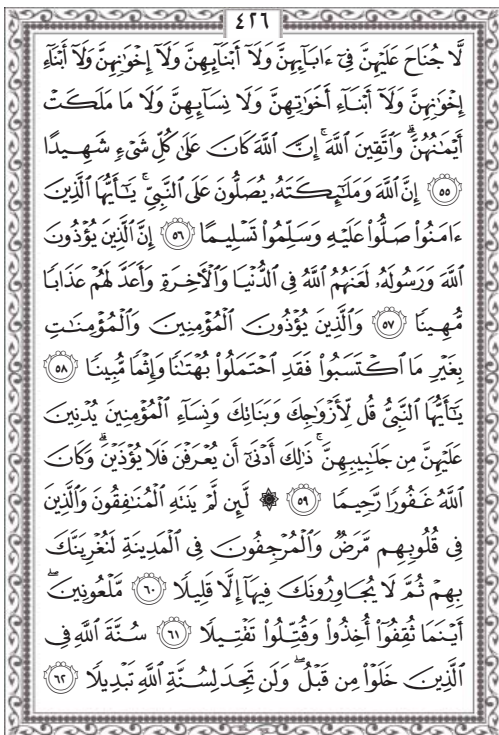 ٤٢٦
لَّا جُنَاحَ عَلَيْهِنَّ فِيٓ ءَابَآئِهِنَّ وَلَآ أَبْنَآئِهِنَّ وَلَآ إِخْوَٰنِهِنَّ وَلَآ أَبْنَآءِ
إِخْوَٰنِهِنَّ وَلَآ أَبْنَآءِ أَخَوَٰتِهِنَّ وَلَا نِسَآئِهِنَّ وَلَا مَا مَلَكَتْ
أَيْمَٰنُهُنَّۗ وَٱتَّقِينَ ٱللَّهَۚ إِنَّ ٱللَّهَ كَانَ عَلَىٰ كُلِّ شَىْءٍ شَهِيدًا
٥٥ إِنَّ ٱللَّهَ وَمَلَٰٓئِكَتَهُۥ يُصَلُّونَ عَلَى ٱلنَّبِيِّۚ يَٰٓأَيُّهَا ٱلَّذِينَ
ءَامَنُوا۟ صَلُّوا۟ عَلَيْهِ وَسَلِّمُوا۟ تَسْلِيمًا ٥٦ إِنَّ ٱلَّذِينَ يُؤْذُونَ
ٱللَّهَ وَرَسُولَهُۥ لَعَنَهُمُ ٱللَّهُ فِى ٱلدُّنْيَا وَٱلْءَاخِرَةِ وَأَعَدَّ لَهُمْ عَذَابًا
مُّهِينًا ٥٧ وَٱلَّذِينَ يُؤْذُونَ ٱلْمُؤْمِنِينَ وَٱلْمُؤْمِنَٰتِ
بِغَيْرِ مَا ٱكْتَسَبُوا۟ فَقَدِ ٱحْتَمَلُوا۟ بُهْتَٰنًا وَإِثْمًا مُّبِينًا ٥٨
يَٰٓأَيُّهَا ٱلنَّبِىُّ قُل لِّأَزْوَٰجِكَ وَبَنَاتِكَ وَنِسَآءِ ٱلْمُؤْمِنِينَ يُدْنِينَ
عَلَيْهِنَّ مِن جَلَٰبِيبِهِنَّۚ ذَٰلِكَ أَدْنَىٰٓ أَن يُعْرَفْنَ فَلَا يُؤْذَيْنَۗ وَكَانَ
ٱللَّهُ غَفُورًا رَّحِيمًا ٥٩ ۞ لَّئِن لَّمْ يَنتَهِ ٱلْمُنَٰفِقُونَ وَٱلَّذِينَ
فِى قُلُوبِهِم مَّرَضٌ وَٱلْمُرْجِفُونَ فِى ٱلْمَدِينَةِ لَنُغْرِيَنَّكَ
بِهِمْ ثُمَّ لَا يُجَاوِرُونَكَ فِيهَآ إِلَّا قَلِيلًا ٦٠ مَّلْعُونِينَۖ
أَيْنَمَا ثُقِفُوٓا۟ أُخِذُوا۟ وَقُتِّلُوا۟ تَقْتِيلًا ٦١ سُنَّةَ ٱللَّهِ فِى
ٱلَّذِينَ خَلَوْا۟ مِن قَبْلُۖ وَلَن تَجِدَ لِسُنَّةِ ٱللَّهِ تَبْدِيلًا ٦٢